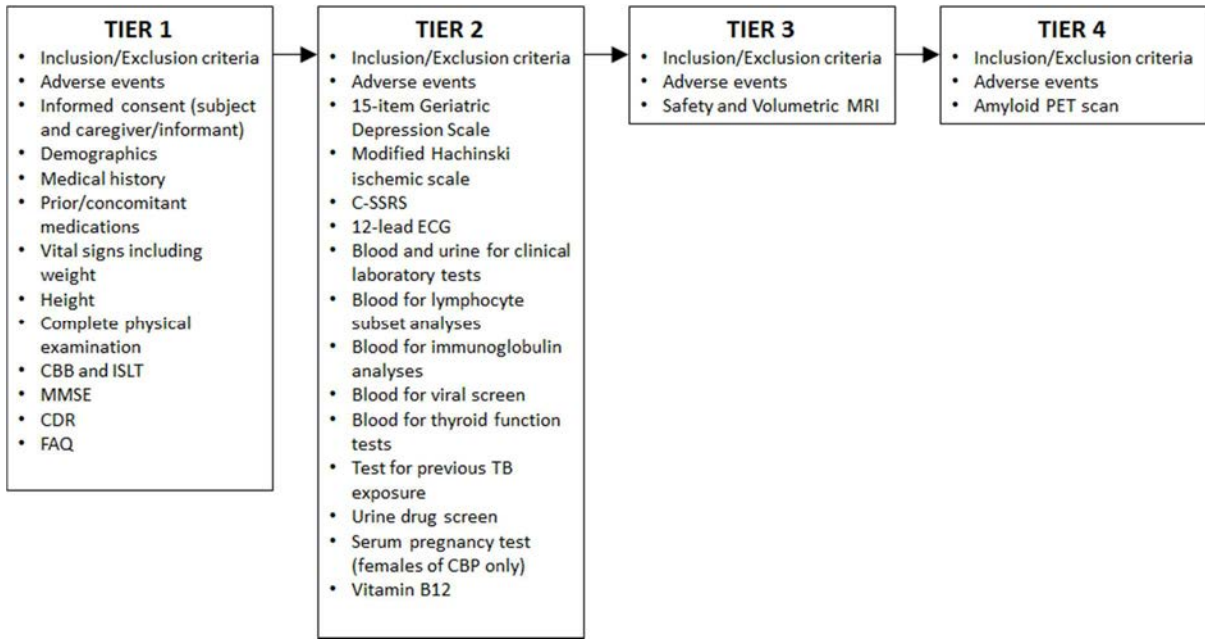 TIER 1
• Inclusion/Exclusion criteria
• Adverse events
• Informed consent (subject
and caregiver/informant)
• Demographics
• Medical history
• Prior/concomitant
medications
• Vital signs including
weight
• Height
• Complete physical
examination
• CBB and ISLT
• MMSE
• CDR
• FAQ
TIER 2
• Inclusion/Exclusion criteria
• Adverse events
• 15-item Geriatric
Depression Scale
• Modified Hachinski
ischemic scale
• C-SSRS
• 12-lead ECG
• Blood and urine for clinical
laboratory tests
• Blood for lymphocyte
subset analyses
• Blood for immunoglobulin
analyses
• Blood for viral screen
• Blood for thyroid function
tests
• Test for previous TB
exposure
• Urine drug screen
• Serum pregnancy test
(females of CBP only)
• Vitamin B12
TIER 3
• Inclusion/Exclusion criteria
• Adverse events
• Safety and Volumetric MRI
TIER 4
• Inclusion/Exclusion criteria
• Adverse events
• Amyloid PET scan